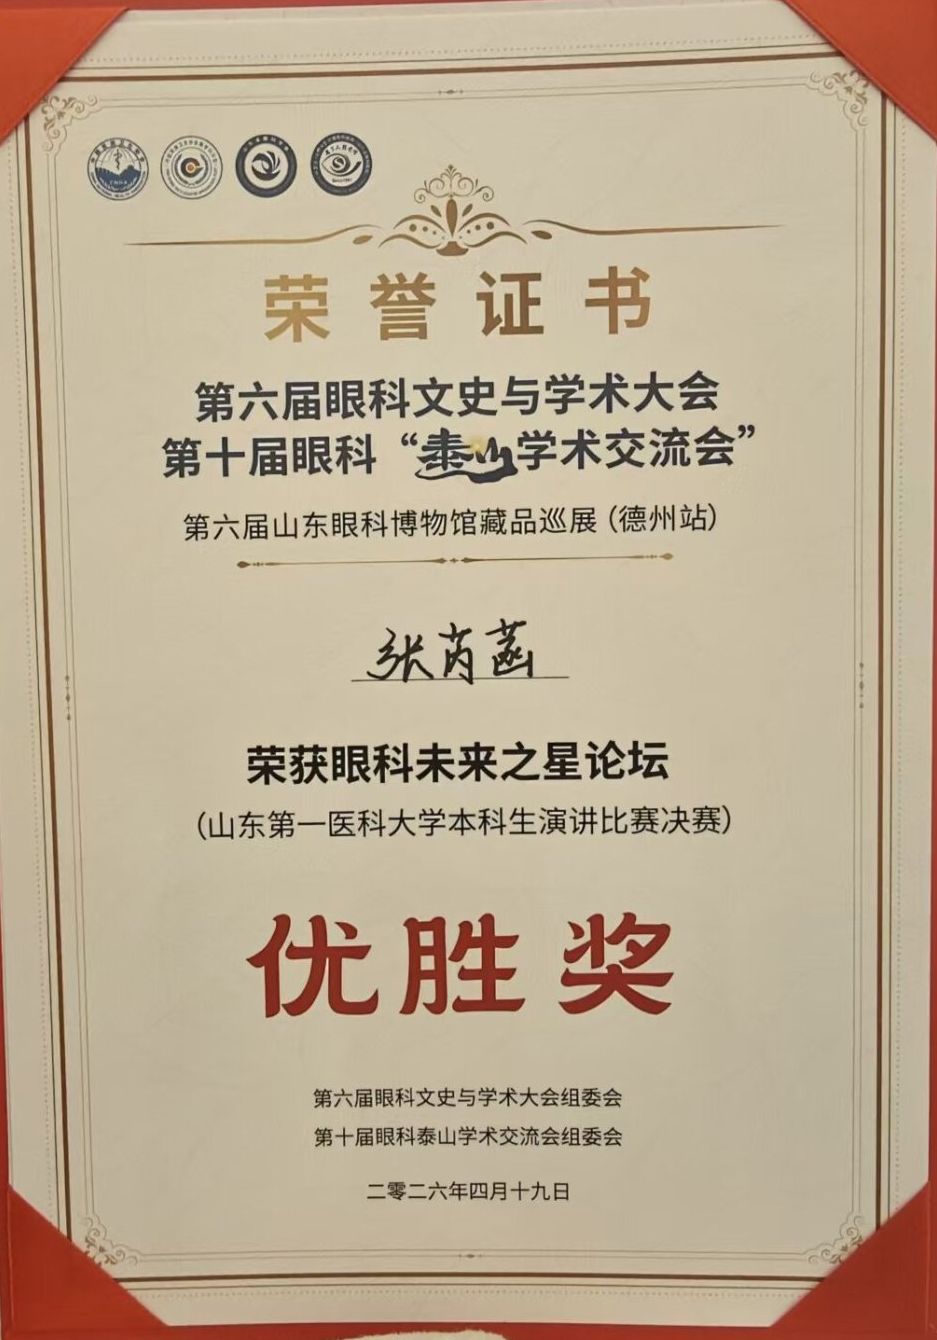 荣誉证书
第六届眼科文史与学术大会
第十届眼科“泰山学术交流会”
第六届山东眼科博物馆藏品巡展(德州站)
张芮菡
荣获眼科未来之星论坛
(山东第一医科大学本科生演讲比赛决赛)
优胜奖
第六届眼科文史与学术大会组委会
第十届眼科泰山学术交流会组委会
二零二六年四月十九日